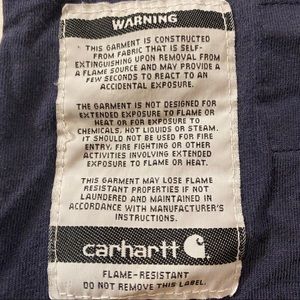 WARNING
THIS GARMENT IS CONSTRUCTED
FROM FABRIC THAT IS SELF-
EXTINGUISHING UPON REMOVAL FROM
A FLAME SOURCE AND MAY PROVIDE A
FEW SECONDS TO REACT TO AN
ACCIDENTAL EXPOSURE.
THE GARMENT IS NOT DESIGNED FOR
EXTENDED EXPOSURE TO FLAME OR
HEAT OR FOR EXPOSURE TO
CHEMICALS, HOT LIQUIDS OR STEAM.
IT SHOULD NOT BE USED FOR FIRE
ENTRY, FIRE FIGHTING OR OTHER
ACTIVITIES INVOLVING EXTENDED
EXPOSURE TO FLAME OR HEAT.
THIS GARMENT MAY LOSE FLAME
RESISTANT PROPERTIES IF NOT
LAUNDERED AND MAINTAINED IN
ACCORDANCE WITH MANUFACTURER'S
INSTRUCTIONS.
carhartt
FLAME-RESISTANT
DO NOT REMOVE THIS LABEL.